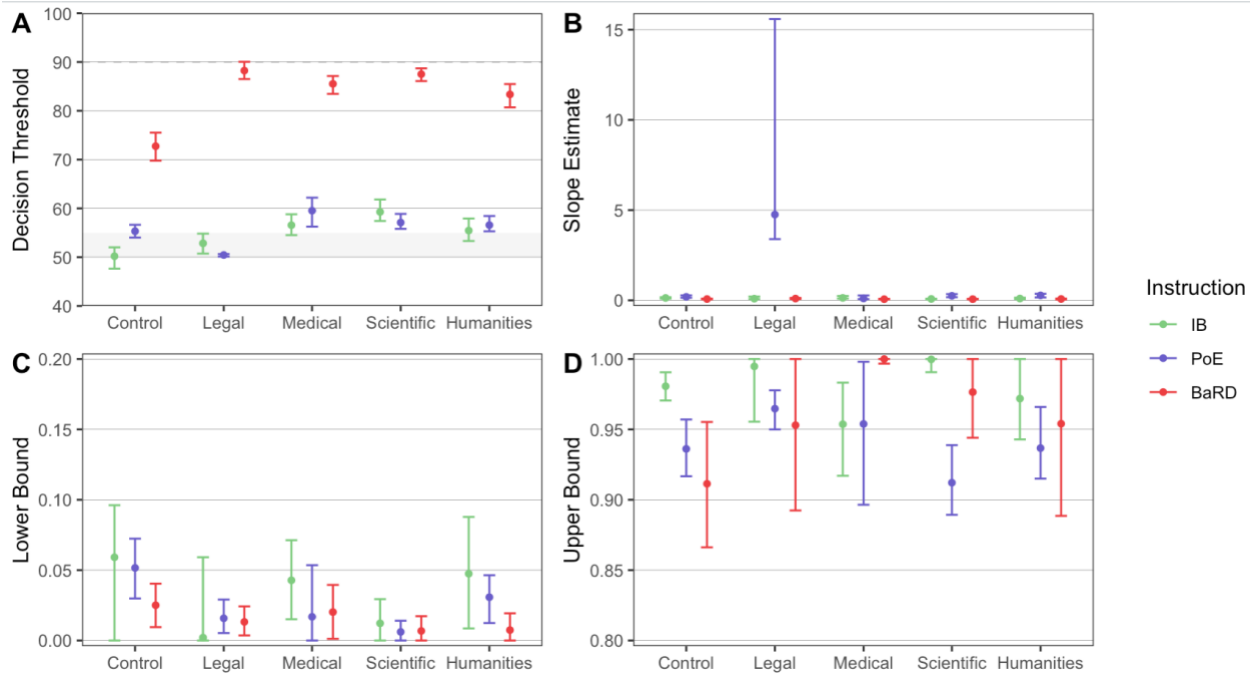 A
Decision Threshold
100
90
80
70
60
50
40
Control Legal Medical Scientific Humanities
B
Slope Estimate
15
10
5
0
Control Legal Medical Scientific Humanities
C
Lower Bound
0.20
0.15
0.10
0.05
0.00
Control Legal Medical Scientific Humanities
D
Upper Bound
1.00
0.95
0.90
0.85
0.80
Control Legal Medical Scientific Humanities
Instruction
IB
PoE
BaRD